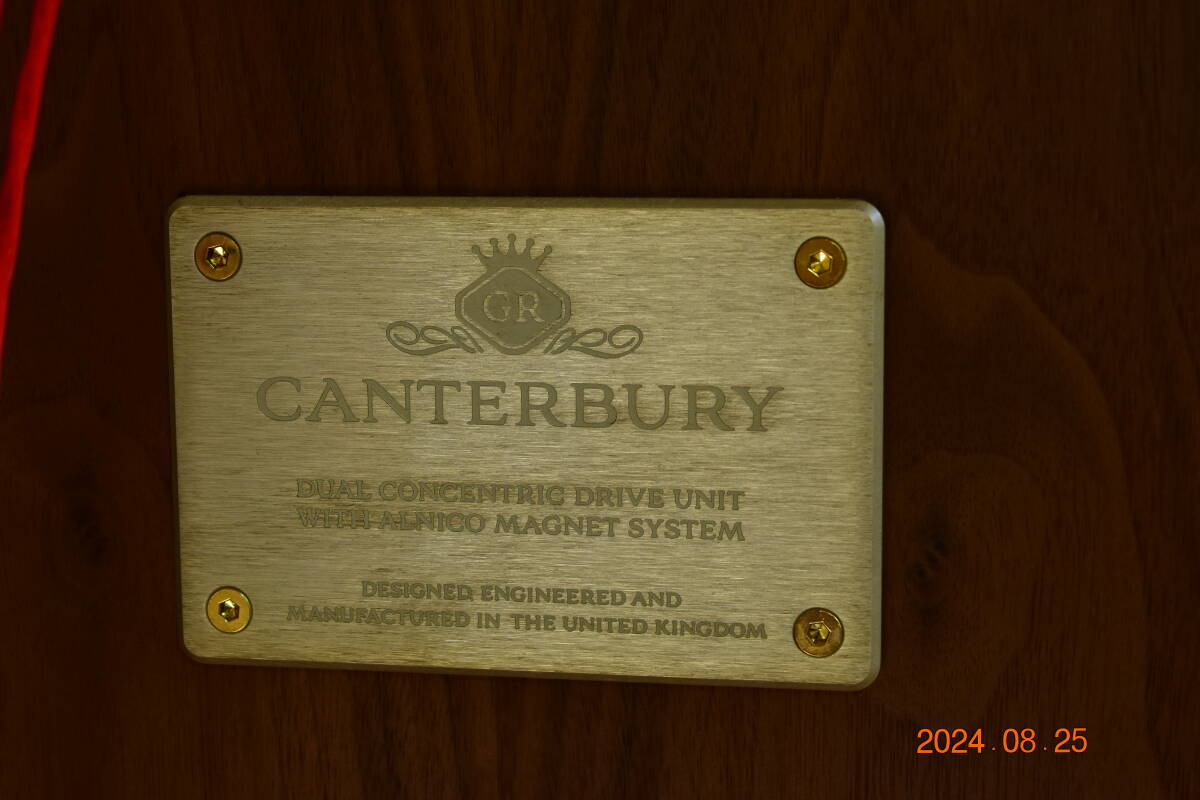 GR
CANTERBURY
DUAL CONCENTRIC DRIVE UNIT
WITH ALNICO MAGNET SYSTEM
DESIGNED, ENGINEERED AND
MANUFACTURED IN THE UNITED KINGDOM
2024.08.25